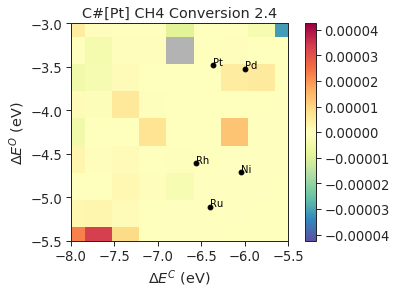 C#[Pt] CH4 Conversion 2.4
−3.0
−3.5
−4.0
−4.5
−5.0
−5.5
ΔE^O (eV)
Pt
Pd
Rh
Ni
Ru
−8.0 −7.5 −7.0 −6.5 −6.0 −5.5
ΔE^C (eV)
0.00004
0.00003
0.00002
0.00001
0.00000
−0.00001
−0.00002
−0.00003
−0.00004